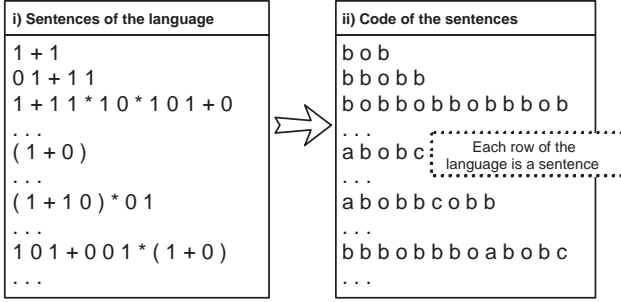 i) Sentences of the language
1 + 1
0 1 + 1 1
1 + 1 1 * 1 0 * 1 0 1 + 0
. . .
( 1 + 0 )
. . .
( 1 + 1 0 ) * 0 1
. . .
1 0 1 + 0 0 1 * ( 1 + 0 )
. . .
ii) Code of the sentences
b o b
b b o b b
b o b b o b b o b b b o b
. . .
a b o b c
. . .
a b o b b c o b b
. . .
b b b o b b b o a b o b c
. . .
Each row of the
language is a sentence